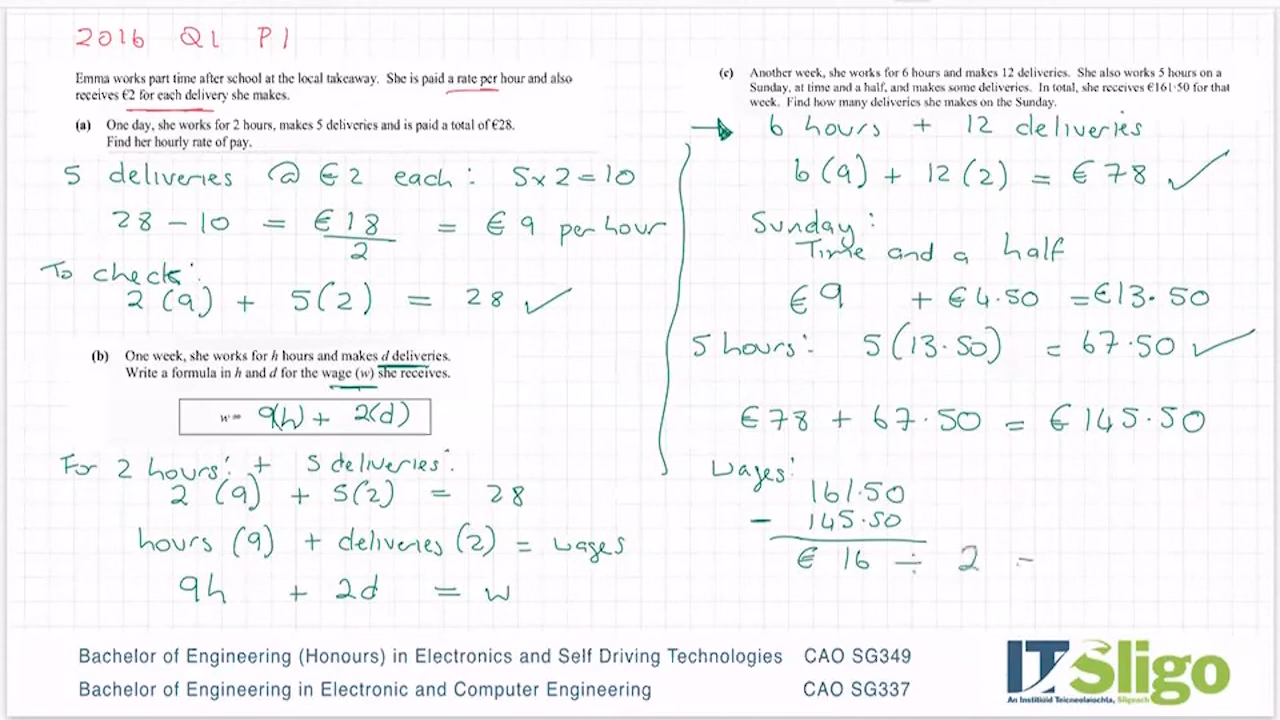 2016 Q1 P1
Emma works part time after school at the local takeaway. She is paid a rate per hour and also
receives €2 for each delivery she makes.
(a) One day, she works for 2 hours, makes 5 deliveries and is paid a total of €28.
Find her hourly rate of pay.
5 deliveries @ €2 each: 5x2=10
28 - 10 = €18/2 = €9 per hour
To check:
2(9) + 5(2) = 28 ✓
(b) One week, she works for h hours and makes d deliveries.
Write a formula in h and d for the wage (w) she receives.
w= 9(h) + 2(d)
For 2 hours: + 5 deliveries:
2(9) + 5(2) = 28
hours (9) + deliveries (2) = wages
9h + 2d = w
(c) Another week, she works for 6 hours and makes 12 deliveries. She also works 5 hours on a
Sunday, at time and a half, and makes some deliveries. In total, she receives €161·50 for that
week. Find how many deliveries she makes on the Sunday.
→ 6 hours + 12 deliveries
6(9) + 12(2) = €78 ✓
Sunday:
Time and a half
€9 + €4.50 = €13.50
5 hours: 5(13.50) = 67.50 ✓
€78 + 67.50 = €145.50
Wages:
161.50
- 145.50
€ 16 ÷ 2 =
Bachelor of Engineering (Honours) in Electronics and Self Driving Technologies CAO SG349
Bachelor of Engineering in Electronic and Computer Engineering CAO SG337
IT Sligo
An Institiúid Teicneolaíochta, Sligeach